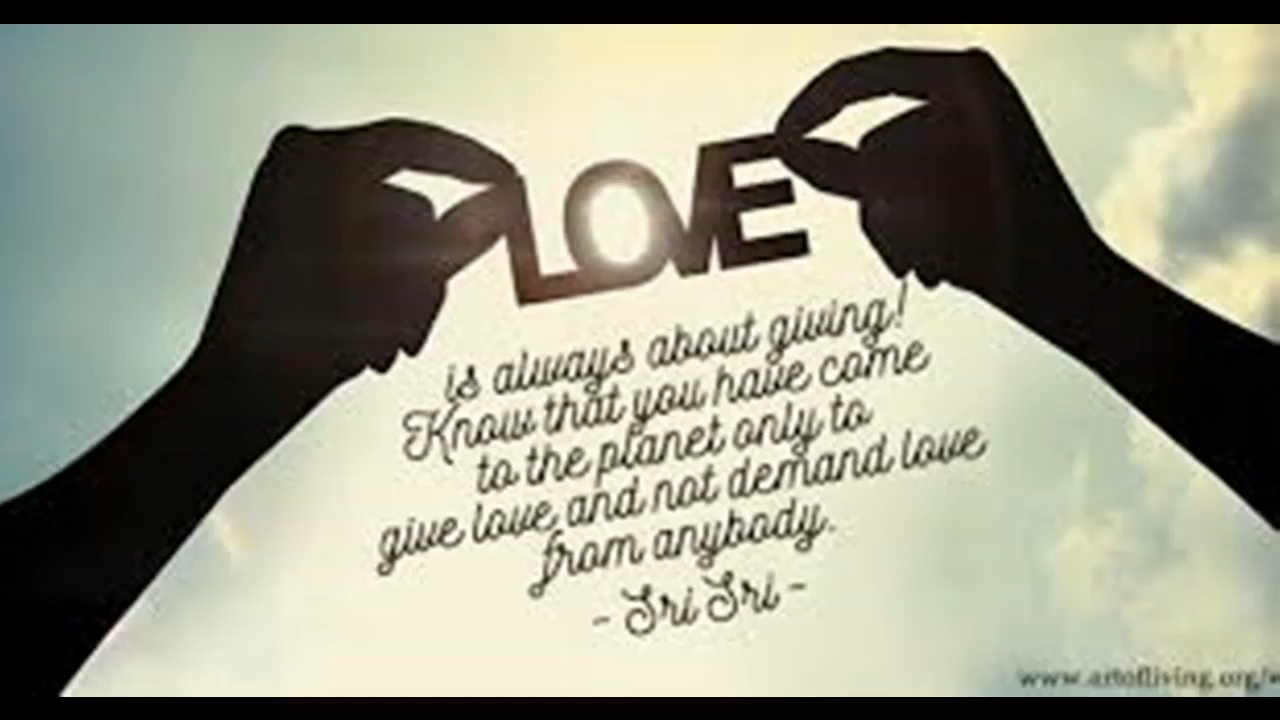 LOVE
is always about giving!
Know that you have come
to the planet only to
give love and not demand love
from anybody.
- Sri Sri -
www.artofliving.org/